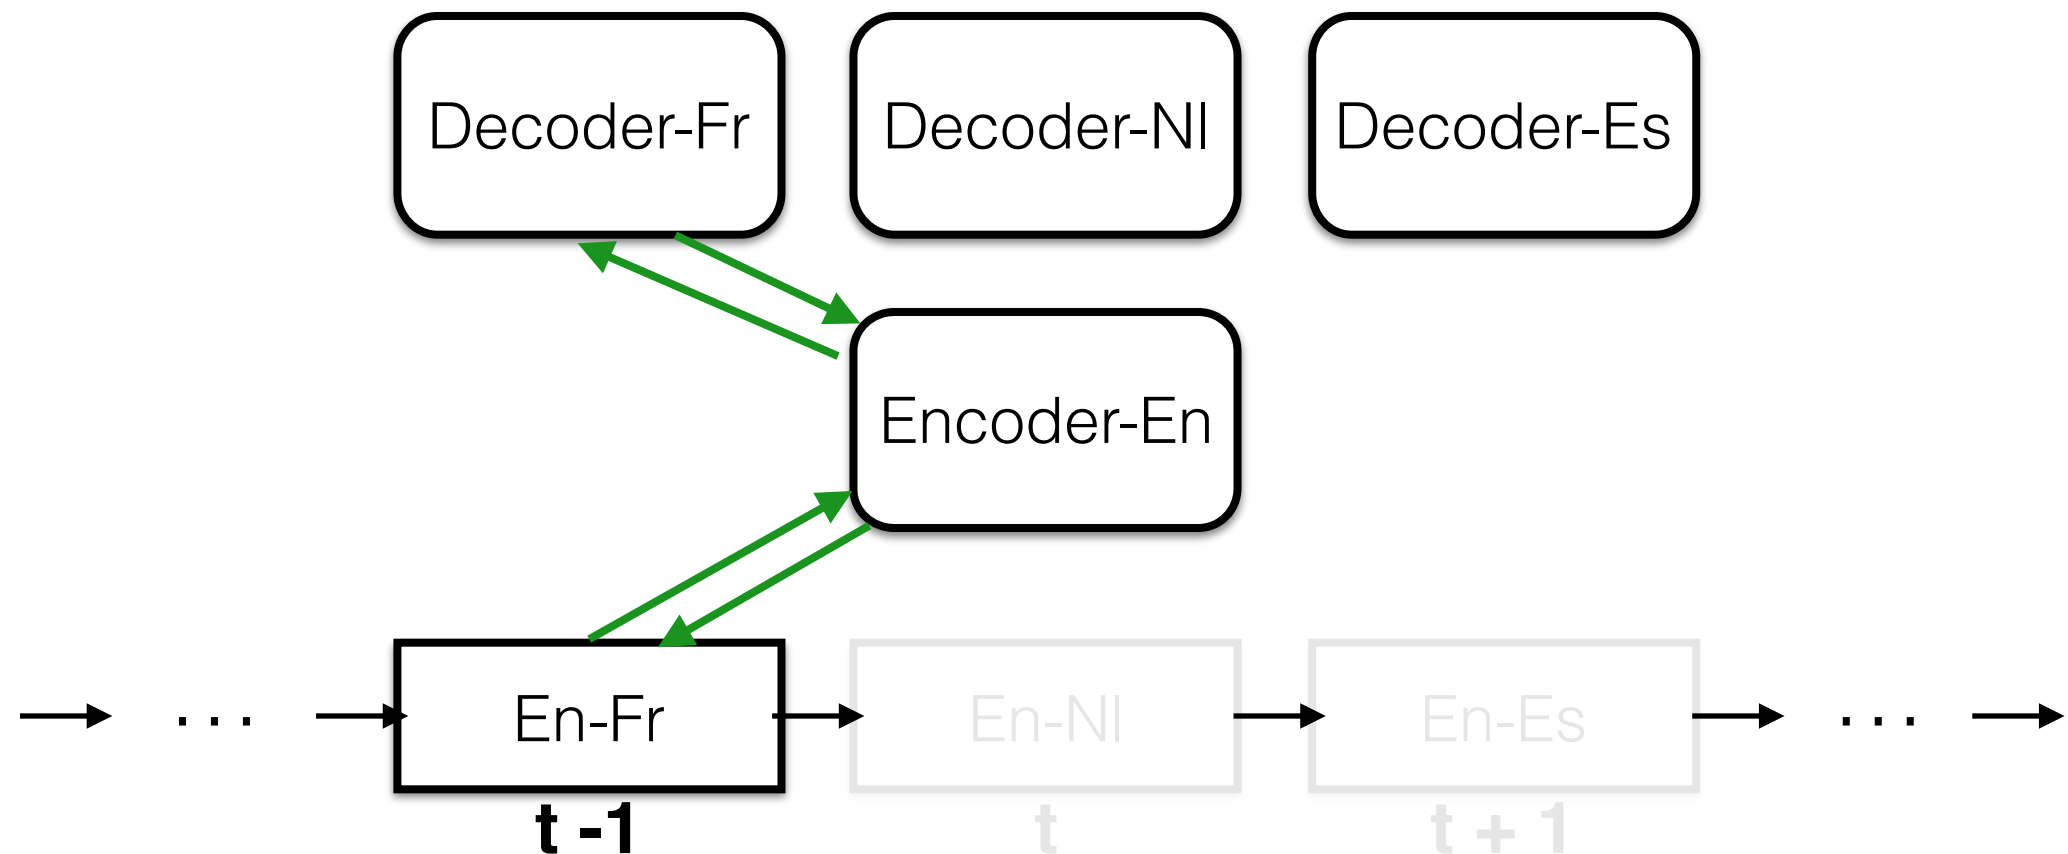 Decoder-Fr Decoder-Nl Decoder-Es
Encoder-En
... En-Fr En-Nl En-Es ...
t -1 t t + 1